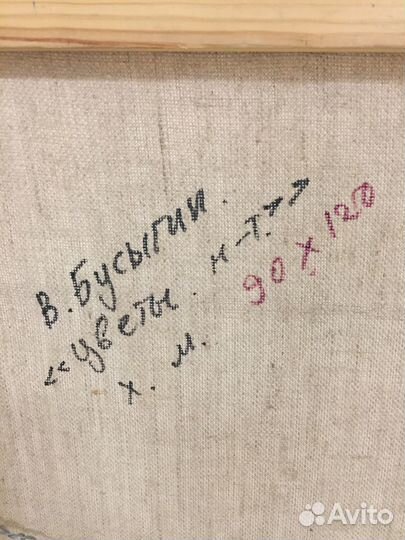 В. Бусыгин.
«Цветы. н-т»
90 х 120
х. м.
Avito